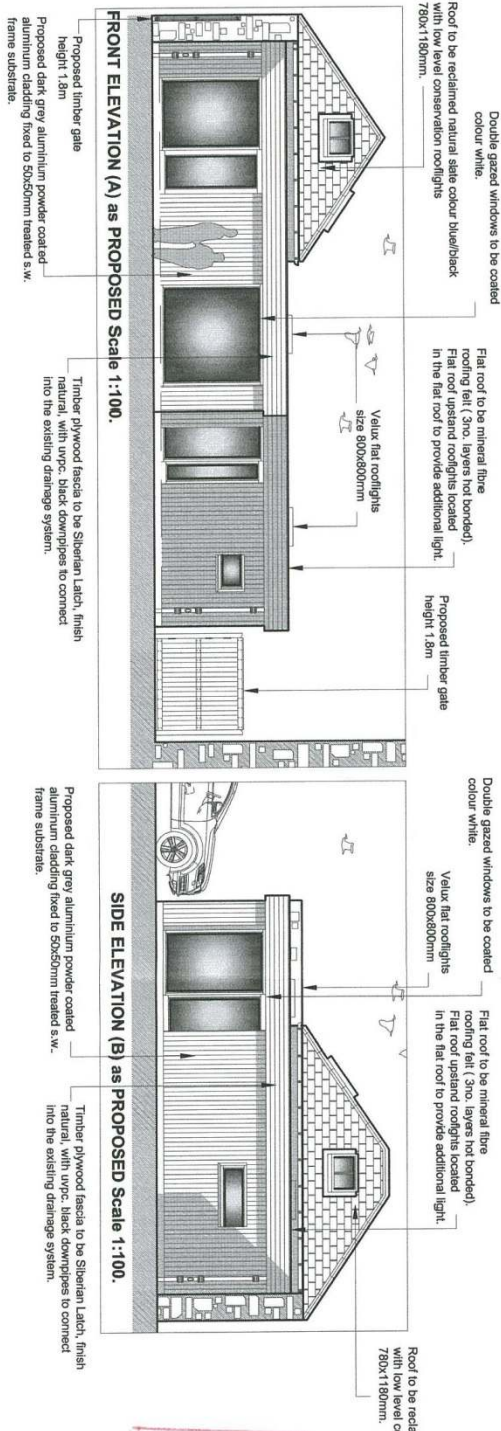 Roof to be reclaimed natural slate colour blue//black
with low level conservation rooflights
780x1180mm.
Double gazed windows to be coated
colour white.
Velux flat rooflights
size 800x800mm
Flat roof to be mineral fibre
roofing felt ( 3no. layers hot bonded).
Flat roof upstand rooflights located
in the flat roof to provide additional light.
Proposed timber gate
height 1.8m
FRONT ELEVATION (A) as PROPOSED Scale 1:100.
Proposed timber gate
height 1.8m
Proposed dark grey aluminium powder coated
aluminum cladding fixed to 50x50mm treated s.w.
frame substrate.
Timber plywood fascia to be Siberian Latch, finish
natural, with uvpc. black downpipes to connect
into the existing drainage system.
Double gazed windows to be coated
colour white.
Velux flat rooflights
size 800x800mm
Flat roof to be mineral fibre
roofing felt ( 3no. layers hot bonded).
Flat roof upstand rooflights located
in the flat roof to provide additional light.
Roof to be recla
with low level co
780x1180mm.
SIDE ELEVATION (B) as PROPOSED Scale 1:100.
Proposed dark grey aluminium powder coated
aluminum cladding fixed to 50x50mm treated s.w..
frame substrate.
Timber plywood fascia to be Siberian Latch, finish
natural, with uvpc. black downpipes to connect
into the existing drainage system.